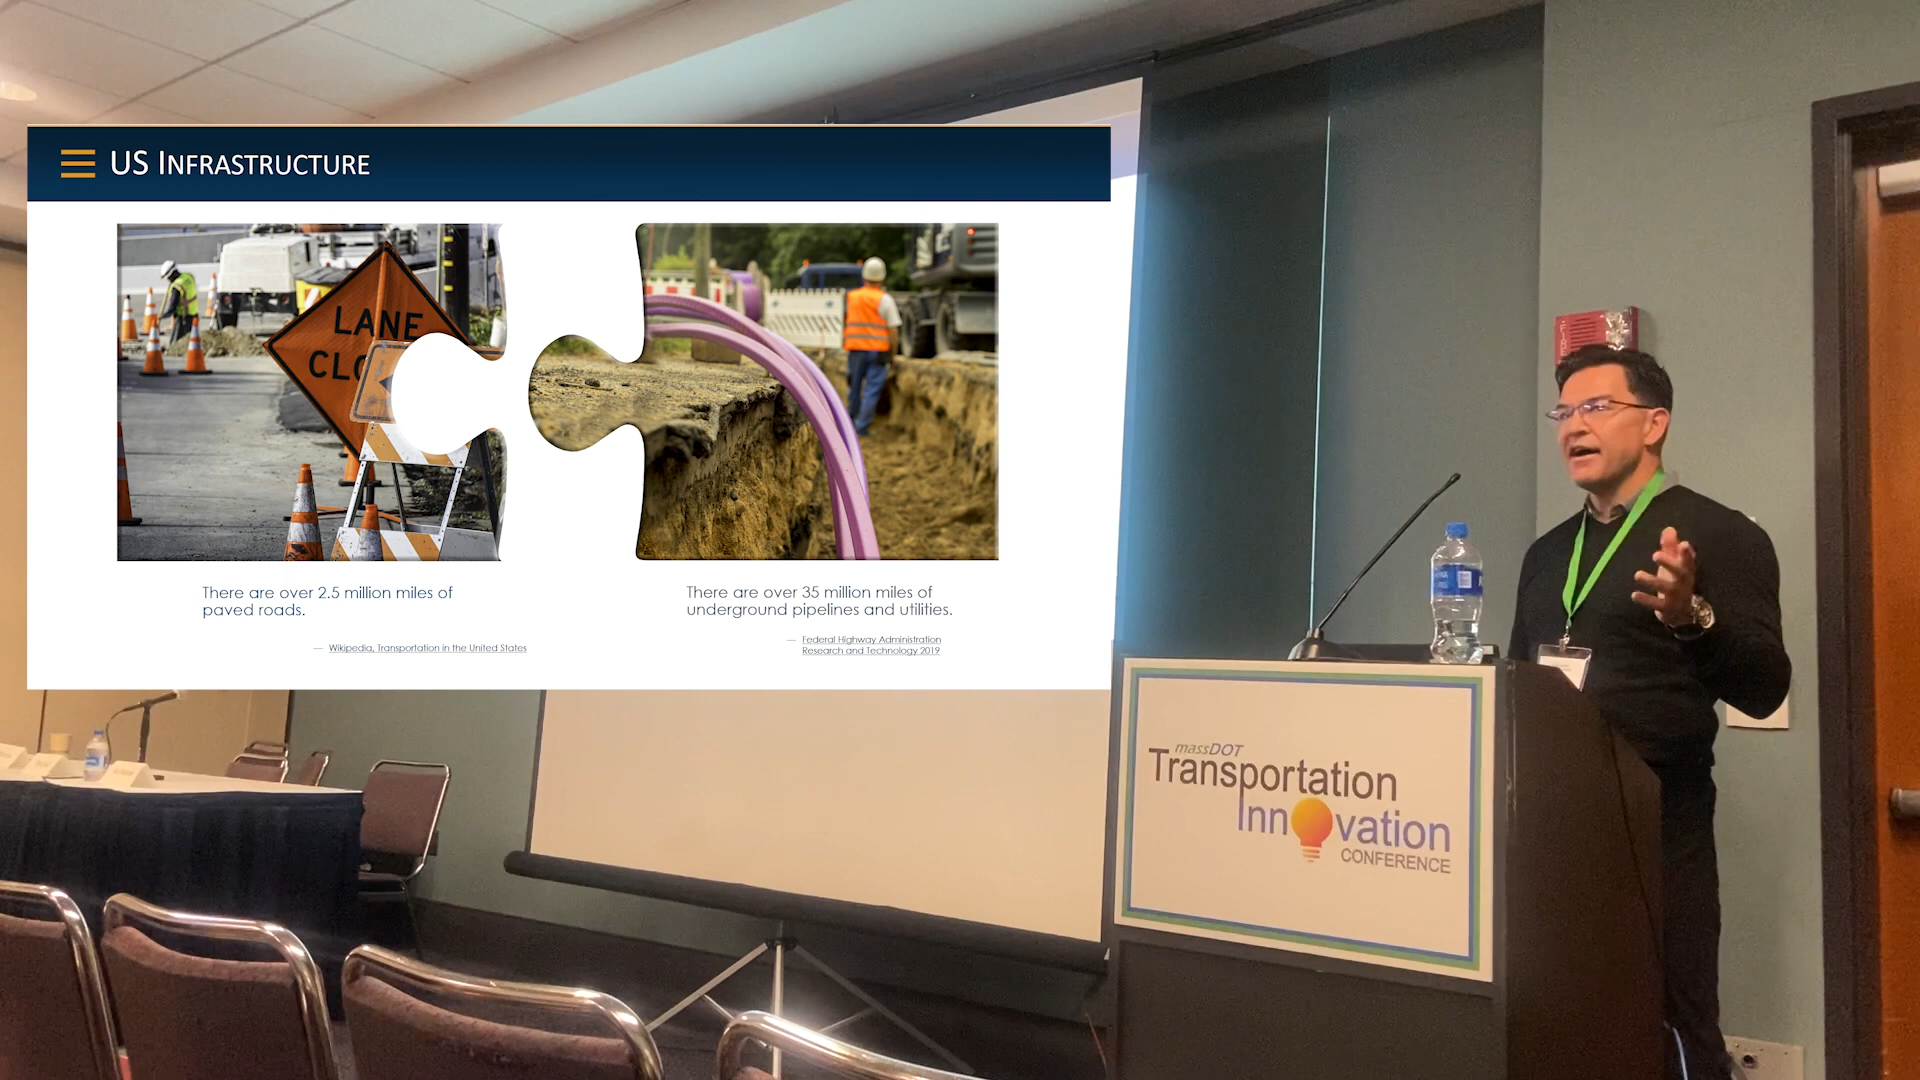 US INFRASTRUCTURE
LANE
CLO
There are over 2.5 million miles of
paved roads.
— Wikipedia, Transportation in the United States
There are over 35 million miles of
underground pipelines and utilities.
— Federal Highway Administration
Research and Technology 2019
massDOT
Transportation
Innovation
CONFERENCE